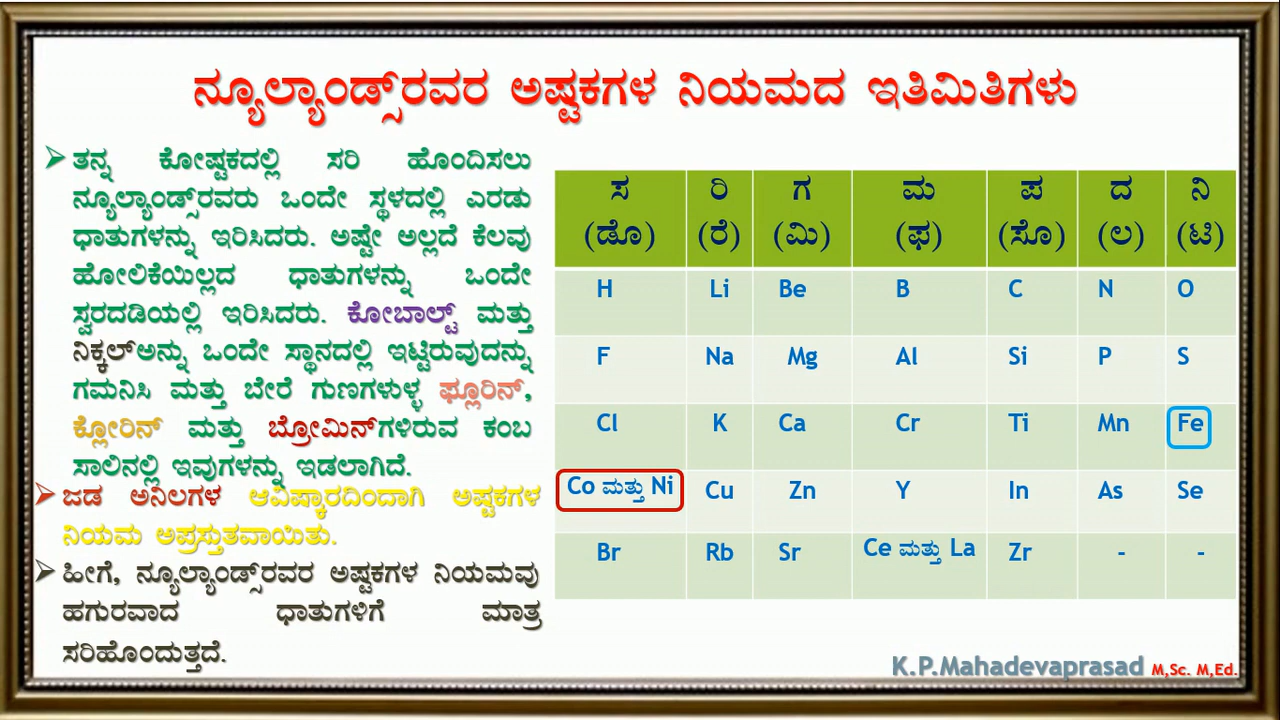 ನ್ಯೂಲ್ಯಾಂಡ್ಸ್‌ರವರ ಅಷ್ಟಕಗಳ ನಿಯಮದ ಇತಿಮಿತಿಗಳು
ತನ್ನ ಕೋಷ್ಟಕದಲ್ಲಿ ಸರಿ ಹೊಂದಿಸಲು
ನ್ಯೂಲ್ಯಾಂಡ್ಸ್‌ರವರು ಒಂದೇ ಸ್ಥಳದಲ್ಲಿ ಎರಡು
ಧಾತುಗಳನ್ನು ಇರಿಸಿದರು. ಅಷ್ಟೇ ಅಲ್ಲದೆ ಕೆಲವು
ಹೋಲಿಕೆಯಿಲ್ಲದ ಧಾತುಗಳನ್ನು ಒಂದೇ
ಸ್ವರದಡಿಯಲ್ಲಿ ಇರಿಸಿದರು. ಕೋಬಾಲ್ಟ್ ಮತ್ತು
ನಿಕ್ಕಲ್‌ಅನ್ನು ಒಂದೇ ಸ್ಥಾನದಲ್ಲಿ ಇಟ್ಟಿರುವುದನ್ನು
ಗಮನಿಸಿ ಮತ್ತು ಬೇರೆ ಗುಣಗಳುಳ್ಳ ಫ್ಲೂರಿನ್,
ಕ್ಲೋರಿನ್ ಮತ್ತು ಬ್ರೋಮಿನ್‌ಗಳಿರುವ ಕಂಬ
ಸಾಲಿನಲ್ಲಿ ಇವುಗಳನ್ನು ಇಡಲಾಗಿದೆ.
ಜಡ ಅನಿಲಗಳ ಆವಿಷ್ಕಾರದಿಂದಾಗಿ ಅಷ್ಟಕಗಳ
ನಿಯಮ ಅಪ್ರಸ್ತುತವಾಯಿತು.
ಹೀಗೆ, ನ್ಯೂಲ್ಯಾಂಡ್ಸ್‌ರವರ ಅಷ್ಟಕಗಳ ನಿಯಮವು
ಹಗುರವಾದ ಧಾತುಗಳಿಗೆ ಮಾತ್ರ
ಸರಿಹೊಂದುತ್ತದೆ.
ಸ ರಿ ಗ ಮ ಪ ದ ನಿ
(ಡೊ) (ರೆ) (ಮಿ) (ಫ) (ಸೊ) (ಲ) (ಟಿ)
H Li Be B C N O
F Na Mg Al Si P S
Cl K Ca Cr Ti Mn Fe
Co ಮತ್ತು Ni Cu Zn Y In As Se
Br Rb Sr Ce ಮತ್ತು La Zr - -
K.P.Mahadevaprasad M,Sc. M,Ed.